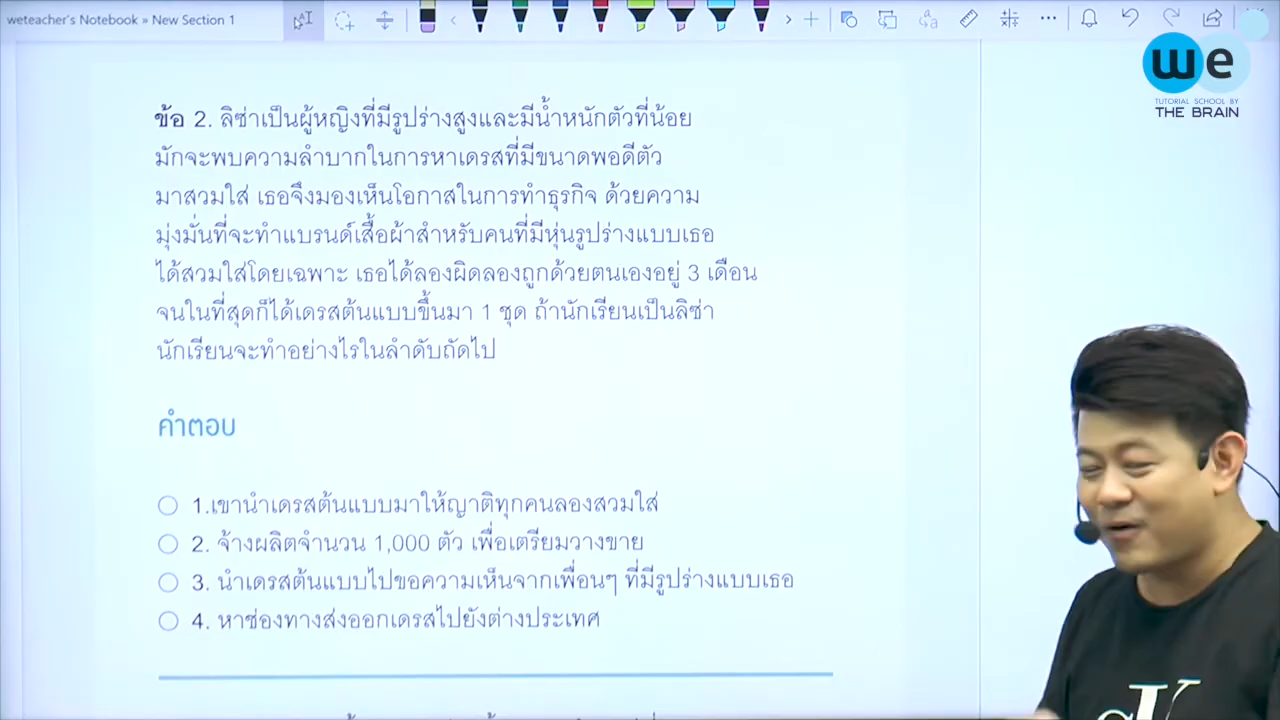 weteacher's Notebook » New Section 1
we
TUTORIAL SCHOOL BY
THE BRAIN
ข้อ 2. ลิซ่าเป็นผู้หญิงที่มีรูปร่างสูงและมีน้ำหนักตัวที่น้อย
มักจะพบความลำบากในการหาเดรสที่มีขนาดพอดีตัว
มาสวมใส่ เธอจึงมองเห็นโอกาสในการทำธุรกิจ ด้วยความ
มุ่งมั่นที่จะทำแบรนด์เสื้อผ้าสำหรับคนที่มีหุ่นรูปร่างแบบเธอ
ได้สวมใส่โดยเฉพาะ เธอได้ลองผิดลองถูกด้วยตนเองอยู่ 3 เดือน
จนในที่สุดก็ได้เดรสต้นแบบขึ้นมา 1 ชุด ถ้านักเรียนเป็นลิซ่า
นักเรียนจะทำอย่างไรในลำดับถัดไป
คำตอบ
1.เขานำเดรสต้นแบบมาให้ญาติทุกคนลองสวมใส่
2. จ้างผลิตจำนวน 1,000 ตัว เพื่อเตรียมวางขาย
3. นำเดรสต้นแบบไปขอความเห็นจากเพื่อนๆ ที่มีรูปร่างแบบเธอ
4. หาช่องทางส่งออกเดรสไปยังต่างประเทศ